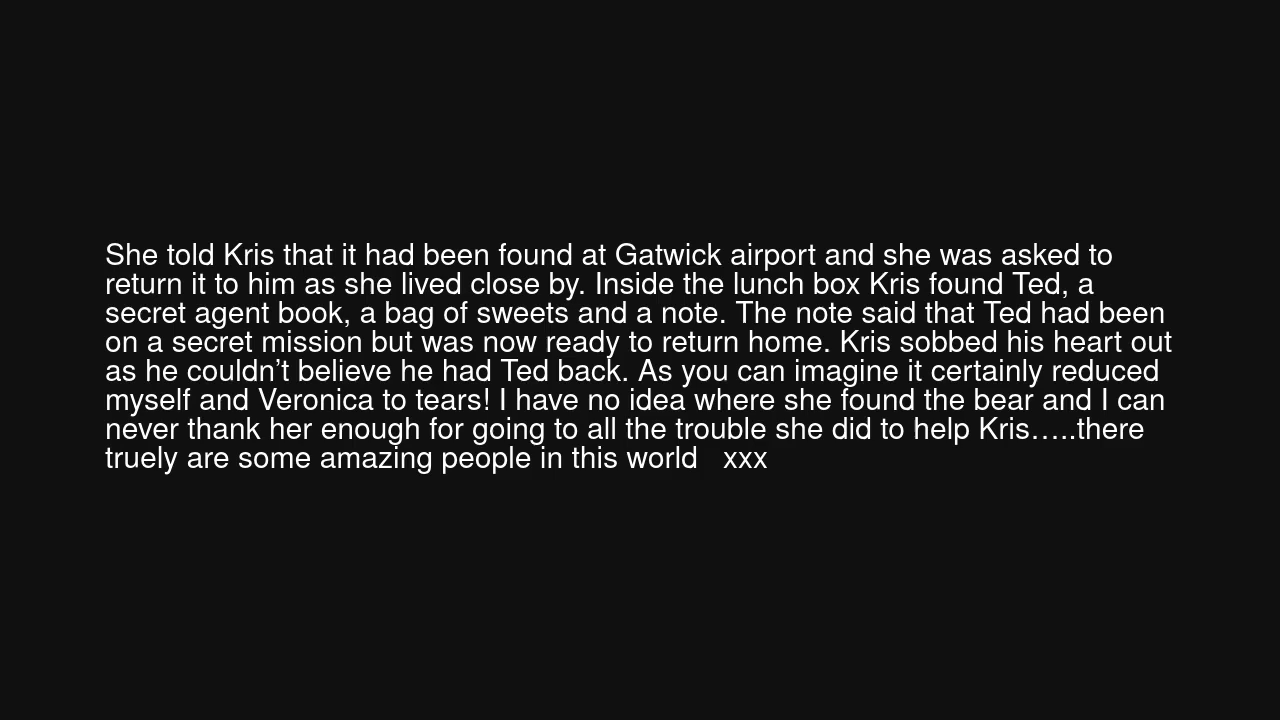 She told Kris that it had been found at Gatwick airport and she was asked to
return it to him as she lived close by. Inside the lunch box Kris found Ted, a
secret agent book, a bag of sweets and a note. The note said that Ted had been
on a secret mission but was now ready to return home. Kris sobbed his heart out
as he couldn’t believe he had Ted back. As you can imagine it certainly reduced
myself and Veronica to tears! I have no idea where she found the bear and I can
never thank her enough for going to all the trouble she did to help Kris…..there
truely are some amazing people in this world   xxx